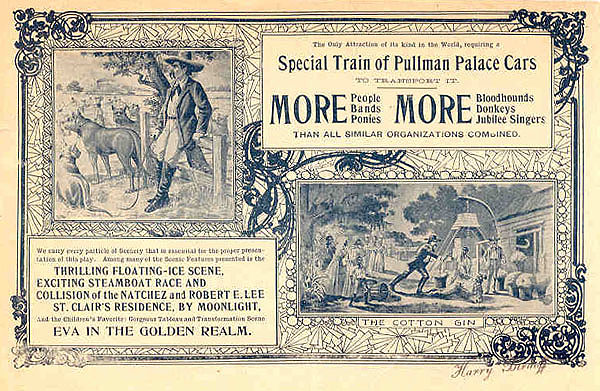 The Only Attraction of its kind in the World, requiring a
Special Train of Pullman Palace Cars
TO TRANSPORT IT.
MORE People Bands Ponies MORE Bloodhounds Donkeys Jubilee Singers
THAN ALL SIMILAR ORGANIZATIONS COMBINED.
We carry every particle of Scenery that is essential for the proper presen-
tation of this play. Among many of the Scenic Features presented is the
THRILLING FLOATING-ICE SCENE,
EXCITING STEAMBOAT RACE AND
COLLISION of the NATCHEZ and ROBERT E. LEE
ST. CLAIR'S RESIDENCE, BY MOONLIGHT,
And the Children's Favorite: Gorgeous Tableau and Transformation Scene
EVA IN THE GOLDEN REALM.
THE COTTON GIN
Harry